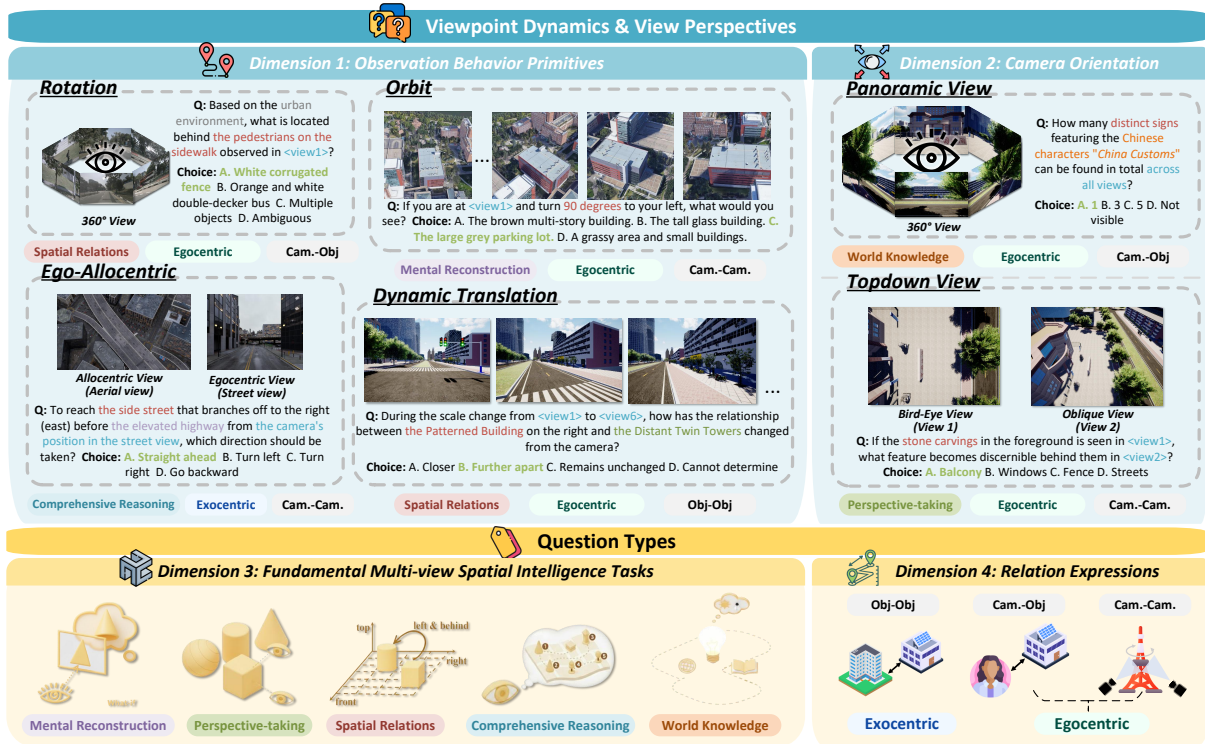 Viewpoint Dynamics & View Perspectives
Dimension 1: Observation Behavior Primitives
Rotation
Q: Based on the urban
environment, what is located
behind the pedestrians on the
sidewalk observed in <view1>?
Choice: A. White corrugated
fence B. Orange and white
double-decker bus C. Multiple
objects D. Ambiguous
360° View
Spatial Relations
Egocentric
Cam.-Obj
Orbit
...
Q: If you are at <view1> and turn 90 degrees to your left, what would you
see? Choice: A. The brown multi-story building. B. The tall glass building. C.
The large grey parking lot. D. A grassy area and small buildings.
Mental Reconstruction
Egocentric
Cam.-Cam.
Ego-Allocentric
Allocentric View
(Aerial view)
Egocentric View
(Street view)
Q: To reach the side street that branches off to the right
(east) before the elevated highway from the camera's
position in the street view, which direction should be
taken? Choice: A. Straight ahead B. Turn left C. Turn
right D. Go backward
Comprehensive Reasoning
Exocentric
Cam.-Cam.
Dynamic Translation
...
Q: During the scale change from <view1> to <view6>, how has the relationship
between the Patterned Building on the right and the Distant Twin Towers changed
from the camera?
Choice: A. Closer B. Further apart C. Remains unchanged D. Cannot determine
Spatial Relations
Egocentric
Obj-Obj
Dimension 2: Camera Orientation
Panoramic View
Q: How many distinct signs
featuring the Chinese
characters "China Customs"
can be found in total across
all views?
Choice: A. 1 B. 3 C. 5 D. Not
visible
360° View
World Knowledge
Egocentric
Cam.-Obj
Topdown View
Bird-Eye View
(View 1)
Oblique View
(View 2)
Q: If the stone carvings in the foreground is seen in <view1>,
what feature becomes discernible behind them in
<view2>?
Choice: A. Balcony B. Windows C. Fence D. Streets
Perspective-taking
Egocentric
Cam.-Cam.
Question Types
Dimension 3: Fundamental Multi-view Spatial Intelligence Tasks
What-if
Mental Reconstruction
Perspective-taking
top
left & behind
right
front
Spatial Relations
Comprehensive Reasoning
World Knowledge
Dimension 4: Relation Expressions
Obj-Obj
Cam.-Obj
Cam.-Cam.
Exocentric
Egocentric